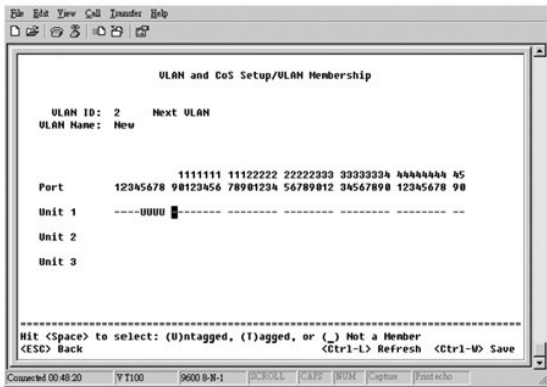 File Edit View Call Transfer Help
VLAN and CoS Setup/VLAN Membership
VLAN ID: 2 Next VLAN
VLAN Name: New
1111111 11122222 22222333 33333334 44444444 45
Port 12345678 90123456 78901234 56789012 34567890 12345678 90
Unit 1 ----UUUU -------- -------- -------- -------- -------- --
Unit 2
Unit 3
Hit <Space> to select: (U)ntagged, (T)agged, or (_) Not a Member
<ESC> Back <Ctrl-L> Refresh <Ctrl-W> Save
Connected 00:48:20 VT100 9600 8-N-1 SCROLL CAPS NUM Capture Print echo